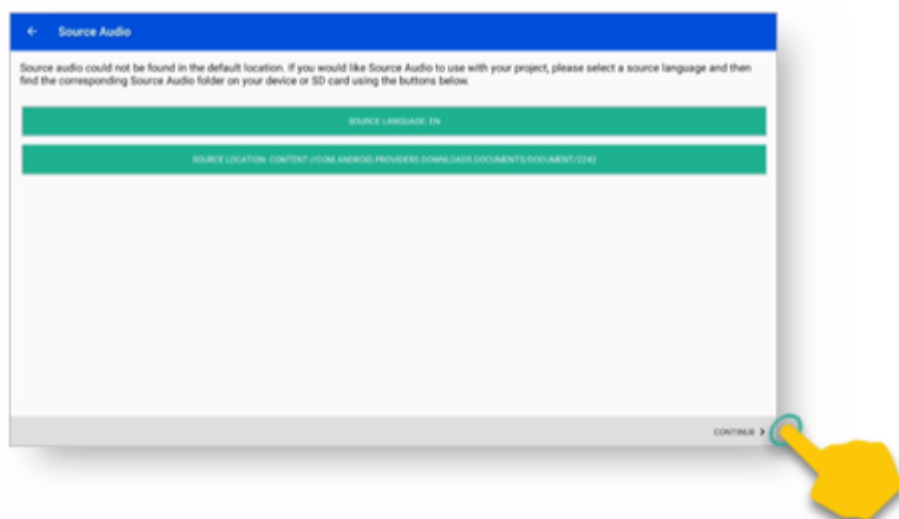 Source Audio
Source audio could not be found in the default location. If you would like Source Audio to use with your project, please select a source language and then
find the corresponding Source Audio folder on your device or SD card using the buttons below.
SOURCE LANGUAGE: EN
SOURCE LOCATION: CONTENT://COM.ANDROID.PROVIDERS.DOWNLOADS.DOCUMENTS/DOCUMENT/2242
CONTINUE >